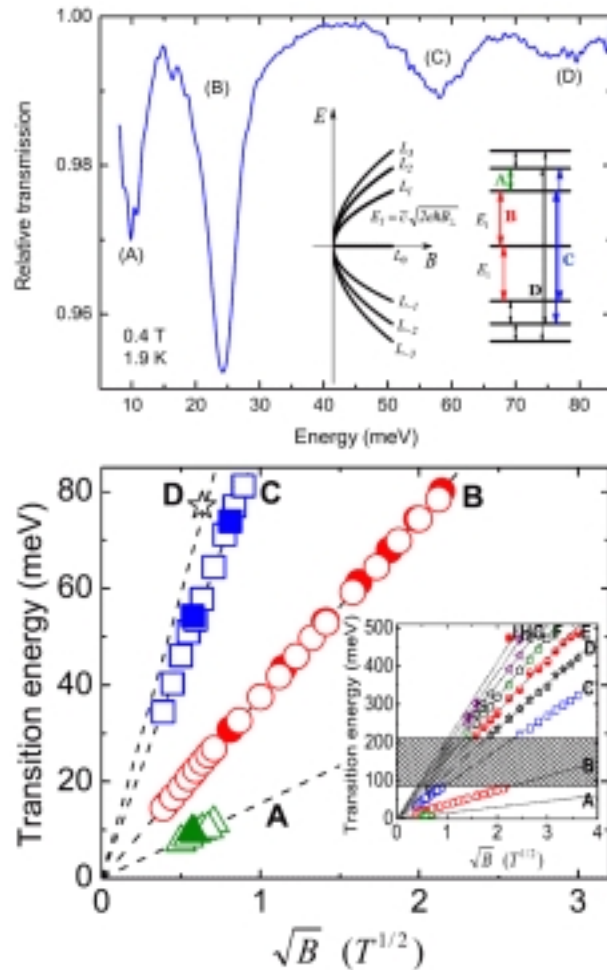 1.00
0.98
0.96
Relative transmission
(A)
(B)
(C)
(D)
0.4 T
1.9 K
E
L3
L2
L1
E1 = c̃√2eħB⊥
L0
B
L-1
L-2
L-3
A
E1
B
E1
C
D
10 20 30 40 50 60 70 80
Energy (meV)
80
60
40
20
0
Transition energy (meV)
D
C
B
A
0 1 2 3
√B (T1/2)
500
400
300
200
100
0
Transition energy (meV)
G F E
D
C
B
A
0 1 2 3 4
√B (T1/2)